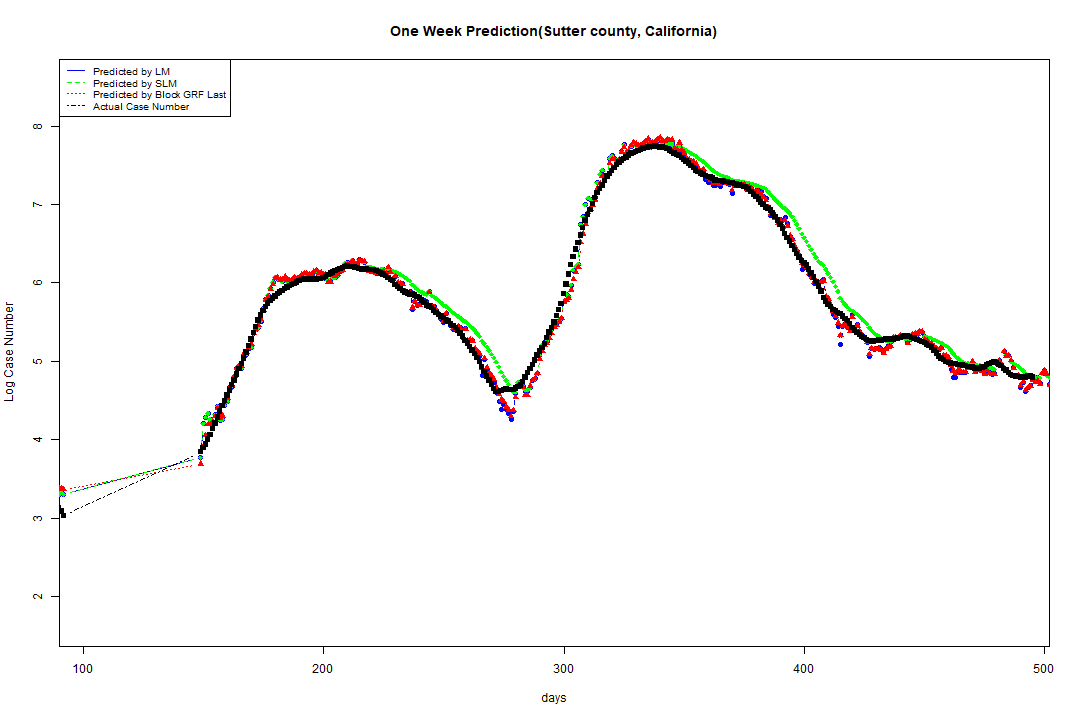 One Week Prediction(Sutter county, California)
Predicted by LM
Predicted by SLM
Predicted by Block GRF Last
Actual Case Number
Log Case Number
8
7
6
5
4
3
2
100 200 300 400 500
days